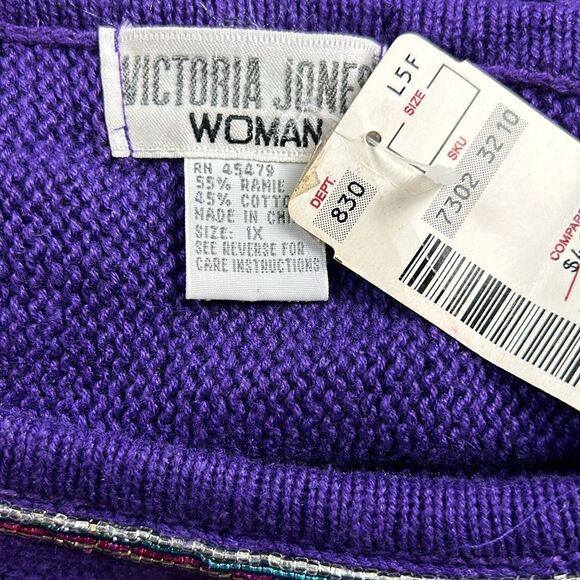 VICTORIA JONES
WOMAN
RN 45479
55% RAMIE
45% COTTO
MADE IN CHI
SIZE: 1X
SEE REVERSE FOR
CARE INSTRUCTIONS
L5F
SIZE
SKU
DEPT.
830
7302 3210
COMPAR
$